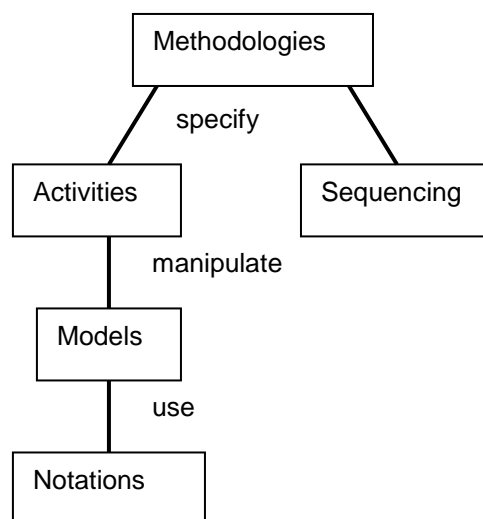 Methodologies
specify
Activities
Sequencing
manipulate
Models
use
Notations